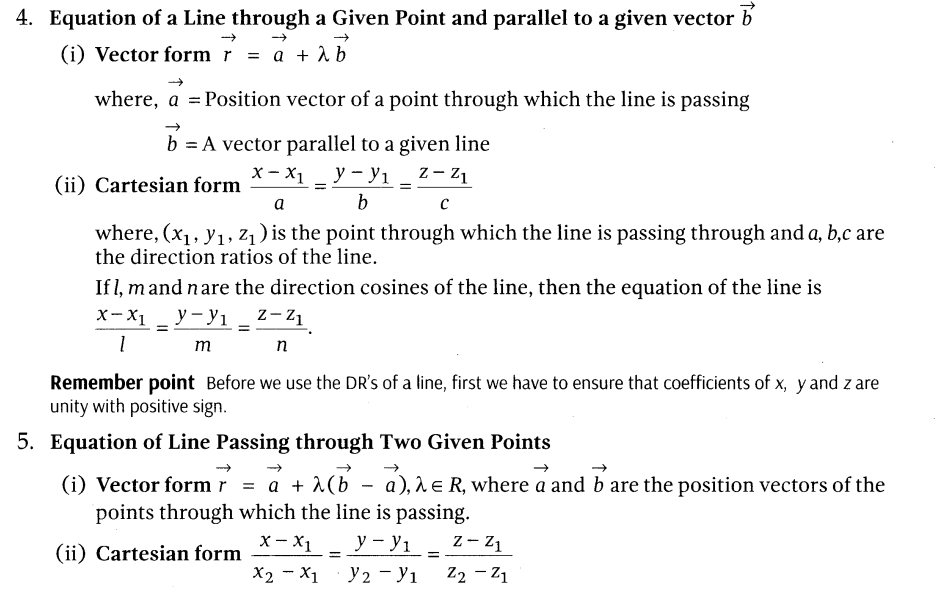 4. Equation of a Line through a Given Point and parallel to a given vector $\vec{b}$
(i) Vector form $\vec{r} = \vec{a} + \lambda \vec{b}$
where, $\vec{a}$ = Position vector of a point through which the line is passing
$\vec{b}$ = A vector parallel to a given line
(ii) Cartesian form $\frac{x - x_1}{a} = \frac{y - y_1}{b} = \frac{z - z_1}{c}$
where, $(x_1, y_1, z_1)$ is the point through which the line is passing through and a, b,c are
the direction ratios of the line.
If l, m and n are the direction cosines of the line, then the equation of the line is
$\frac{x - x_1}{l} = \frac{y - y_1}{m} = \frac{z - z_1}{n}$.
Remember point Before we use the DR's of a line, first we have to ensure that coefficients of x, y and z are
unity with positive sign.
5. Equation of Line Passing through Two Given Points
(i) Vector form $\vec{r} = \vec{a} + \lambda(\vec{b} - \vec{a}), \lambda \in R$, where $\vec{a}$ and $\vec{b}$ are the position vectors of the
points through which the line is passing.
(ii) Cartesian form $\frac{x - x_1}{x_2 - x_1} = \frac{y - y_1}{y_2 - y_1} = \frac{z - z_1}{z_2 - z_1}$